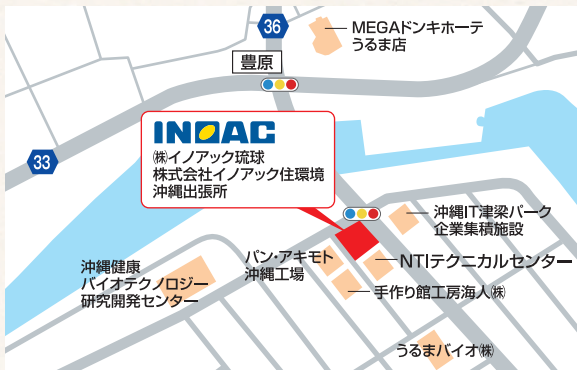 36
MEGAドンキホーテ
うるま店
豊原
33
INOAC
㈱イノアック琉球
株式会社イノアック住環境
沖縄出張所
沖縄IT津梁パーク
企業集積施設
パン・アキモト
沖縄工場
NTIテクニカルセンター
沖縄健康
バイオテクノロジー
研究開発センター
手作り館工房海人㈱
うるまバイオ㈱